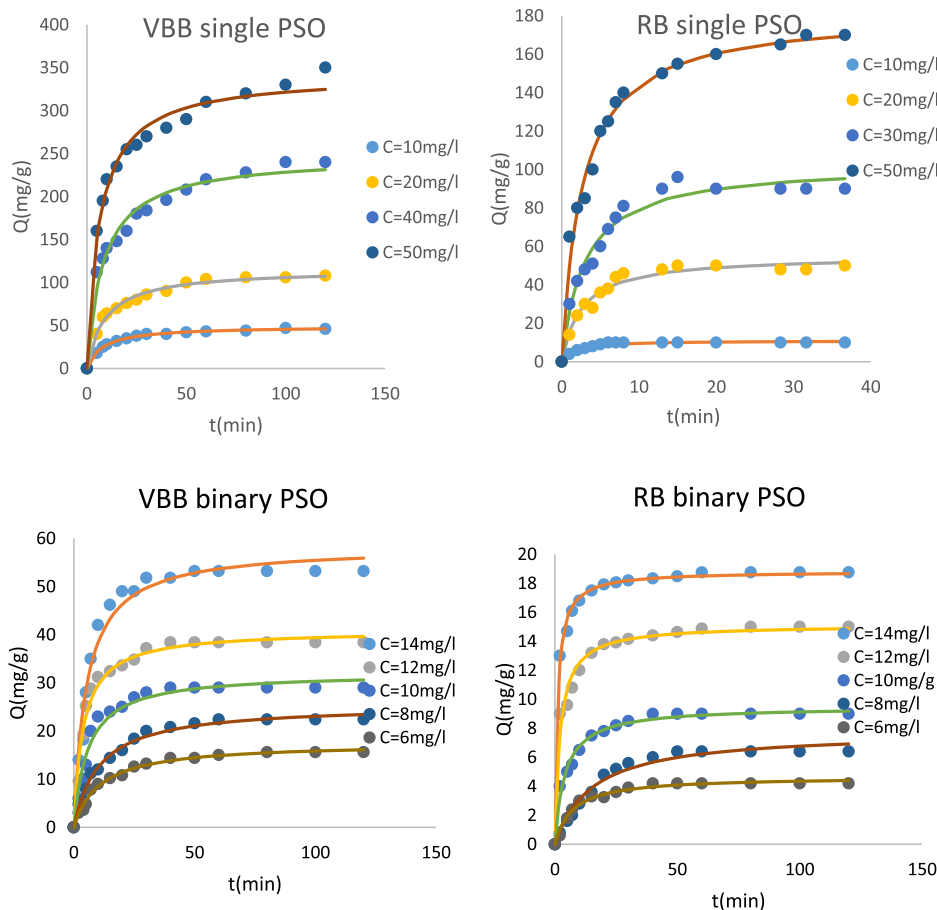 VBB single PSO
400
350
300
250
200
150
100
50
0
Q(mg/g)
0 50 100 150
t(min)
C=10mg/l
C=20mg/l
C=40mg/l
C=50mg/l
RB single PSO
180
160
140
120
100
80
60
40
20
0
Q(mg/g)
0 10 20 30 40
t(min)
C=10mg/l
C=20mg/l
C=30mg/l
C=50mg/l
VBB binary PSO
60
50
40
30
20
10
0
Q(mg/g)
0 50 100 150
t(min)
C=14mg/l
C=12mg/l
C=10mg/l
C=8mg/l
C=6mg/l
RB binary PSO
20
18
16
14
12
10
8
6
4
2
0
Q(mg/g)
0 50 100 150
t(min)
C=14mg/l
C=12mg/l
C=10mg/g
C=8mg/l
C=6mg/l